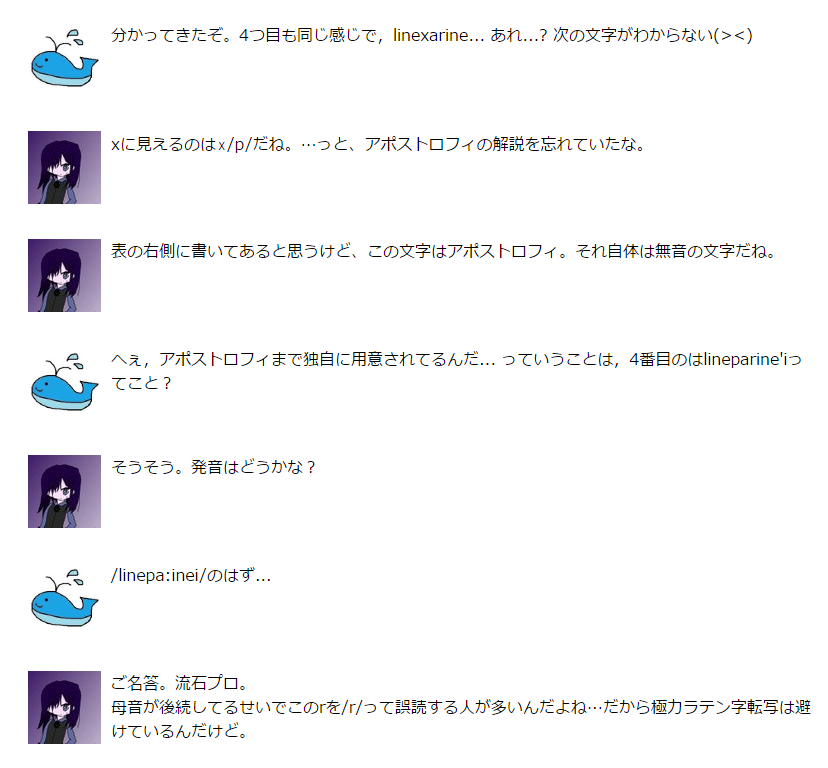 分かってきたぞ。4つ目も同じ感じで，linexarine... あれ...? 次の文字がわからない(><)
xに見えるのはｘ/p/だね。…っと、アポストロフィの解説を忘れていたな。
表の右側に書いてあると思うけど、この文字はアポストロフィ。それ自体は無音の文字だね。
へぇ，アポストロフィまで独自に用意されてるんだ... っていうことは，4番目のはlineparine'iっ
てこと？
そうそう。発音はどうかな？
/linepa:inei/のはず...
ご名答。流石プロ。
母音が後続してるせいでこのrを/r/って誤読する人が多いんだよね…だから極力ラテン字転写は避
けているんだけど。